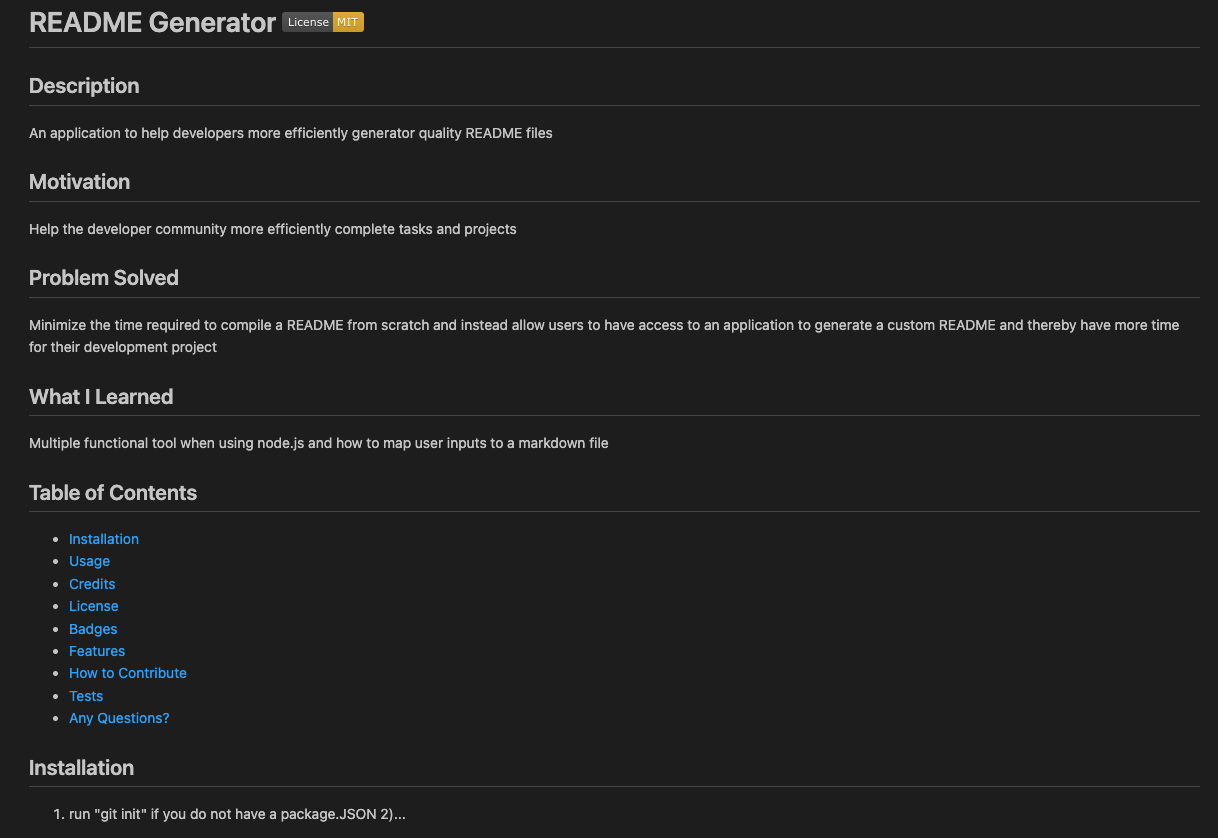 README Generator License MIT
Description
An application to help developers more efficiently generator quality README files
Motivation
Help the developer community more efficiently complete tasks and projects
Problem Solved
Minimize the time required to compile a README from scratch and instead allow users to have access to an application to generate a custom README and thereby have more time
for their development project
What I Learned
Multiple functional tool when using node.js and how to map user inputs to a markdown file
Table of Contents
• Installation
• Usage
• Credits
• License
• Badges
• Features
• How to Contribute
• Tests
• Any Questions?
Installation
1. run "git init" if you do not have a package.JSON 2)...